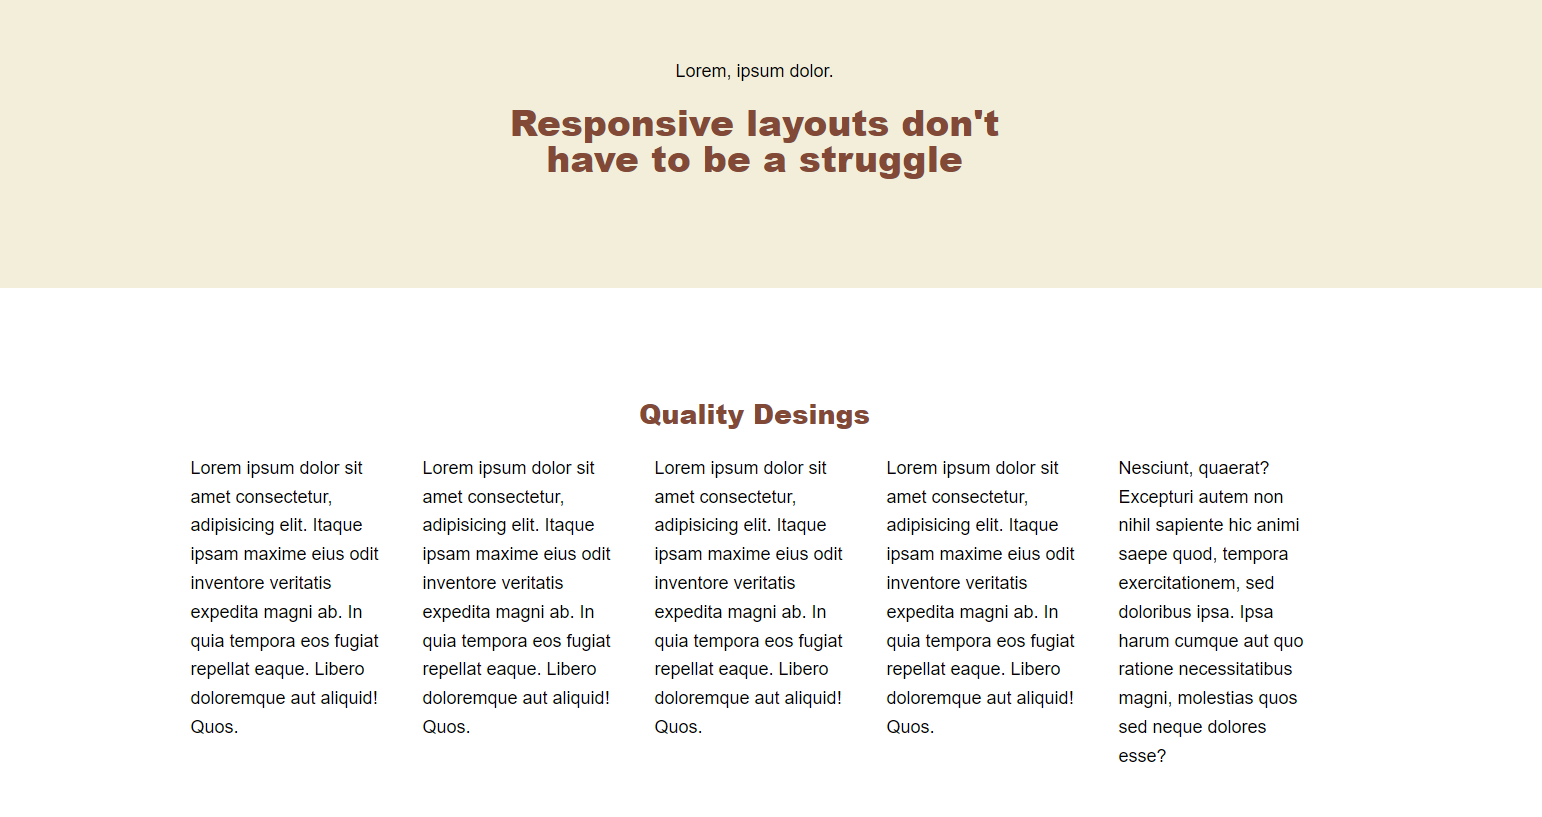 Lorem, ipsum dolor.
Responsive layouts don't
have to be a struggle
Quality Desings
Lorem ipsum dolor sit
amet consectetur,
adipisicing elit. Itaque
ipsam maxime eius odit
inventore veritatis
expedita magni ab. In
quia tempora eos fugiat
repellat eaque. Libero
doloremque aut aliquid!
Quos.
Lorem ipsum dolor sit
amet consectetur,
adipisicing elit. Itaque
ipsam maxime eius odit
inventore veritatis
expedita magni ab. In
quia tempora eos fugiat
repellat eaque. Libero
doloremque aut aliquid!
Quos.
Lorem ipsum dolor sit
amet consectetur,
adipisicing elit. Itaque
ipsam maxime eius odit
inventore veritatis
expedita magni ab. In
quia tempora eos fugiat
repellat eaque. Libero
doloremque aut aliquid!
Quos.
Lorem ipsum dolor sit
amet consectetur,
adipisicing elit. Itaque
ipsam maxime eius odit
inventore veritatis
expedita magni ab. In
quia tempora eos fugiat
repellat eaque. Libero
doloremque aut aliquid!
Quos.
Nesciunt, quaerat?
Excepturi autem non
nihil sapiente hic animi
saepe quod, tempora
exercitationem, sed
doloribus ipsa. Ipsa
harum cumque aut quo
ratione necessitatibus
magni, molestias quos
sed neque dolores
esse?